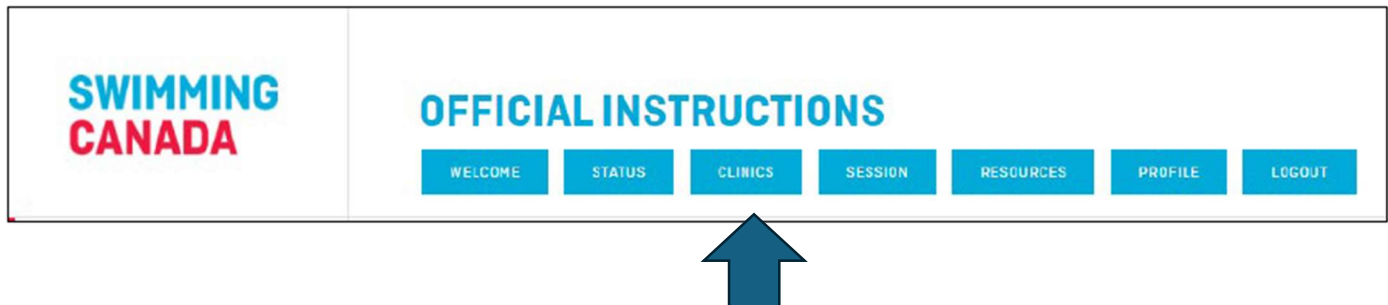 SWIMMING
CANADA
OFFICIAL INSTRUCTIONS
WELCOME STATUS CLINICS SESSION RESOURCES PROFILE LOGOUT